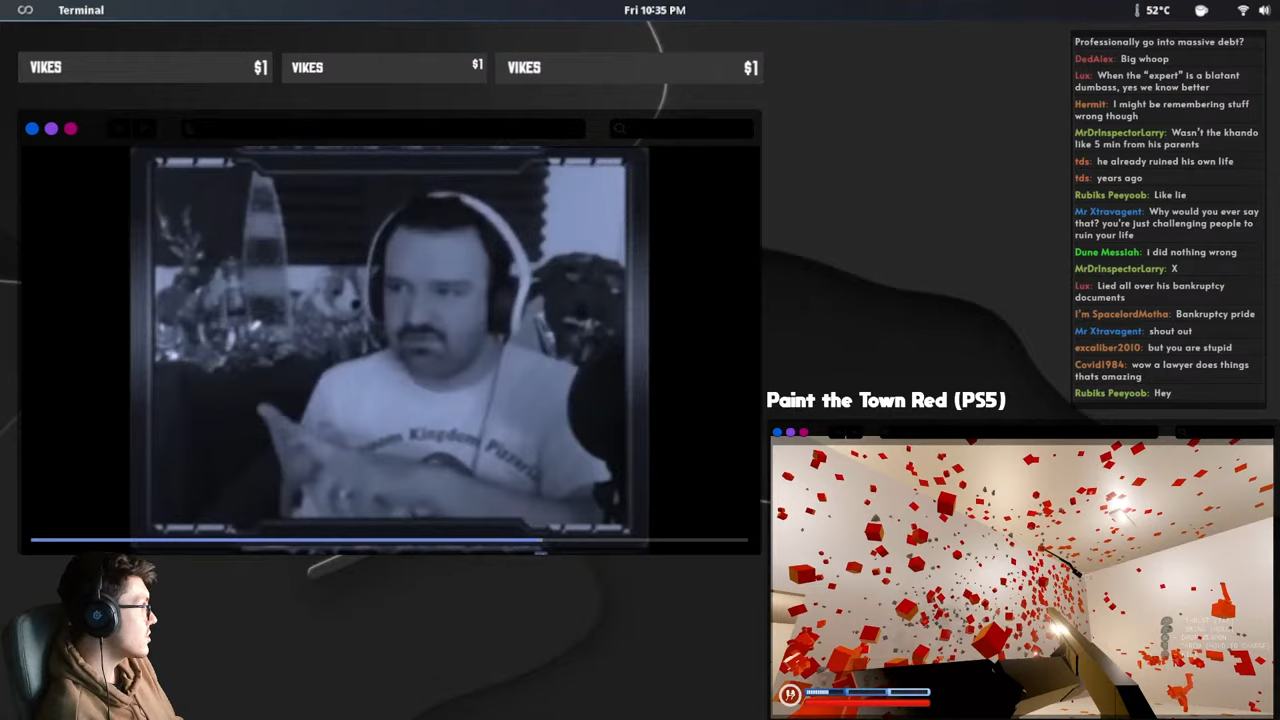 Terminal
Fri 10:35 PM
52°C
VIKES $1
VIKES $1
VIKES $1
Professionally go into massive debt?
DedAlex: Big whoop
Lux: When the "expert" is a blatant
dumbass, yes we know better
Hermit: I might be remembering stuff
wrong though
MrDrInspectorLarry: Wasn't the khando
like 5 min from his parents
tds: he already ruined his own life
tds: years ago
Rubiks Peeyoob: Like lie
Mr Xtravagent: Why would you ever say
that? you're just challenging people to
ruin your life
Dune Messiah: i did nothing wrong
MrDrInspectorLarry: X
Lux: Lied all over his bankruptcy
documents
I'm SpacelordMotha: Bankruptcy pride
Mr Xtravagent: shout out
excaliber2010: but you are stupid
Covid1984: wow a lawyer does things
thats amazing
Rubiks Peeyoob: Hey
Kingdom Pizzeria
Paint the Town Red (PS5)